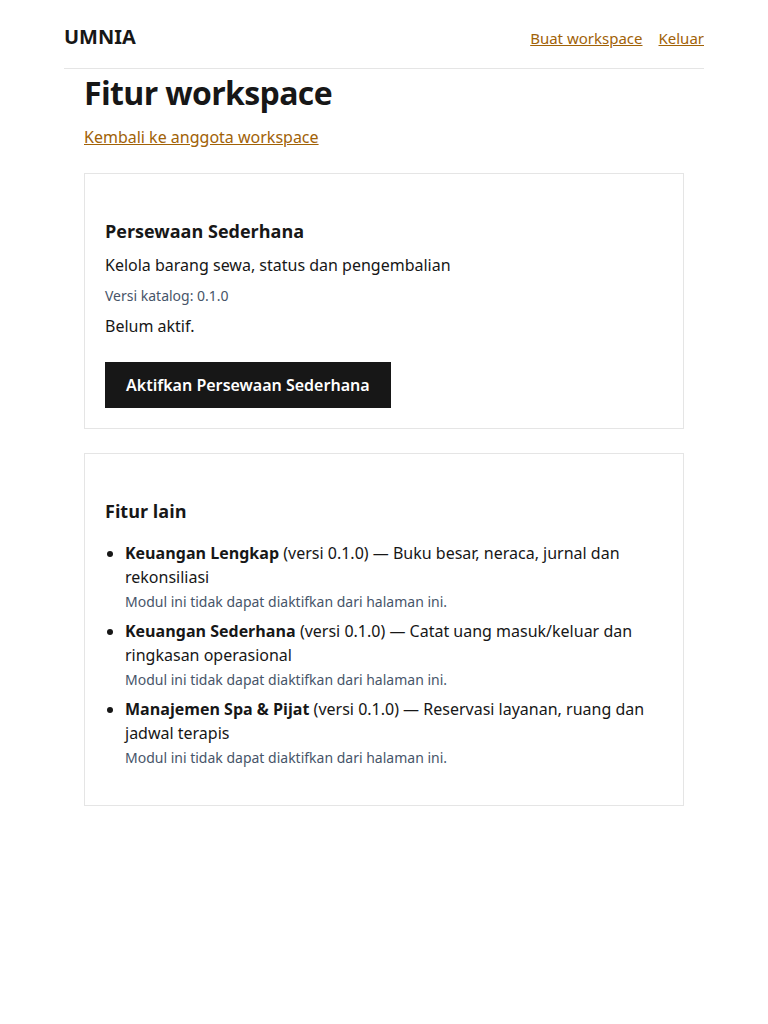 UMNIA
Buat workspace Keluar
Fitur workspace
Kembali ke anggota workspace
Persewaan Sederhana
Kelola barang sewa, status dan pengembalian
Versi katalog: 0.1.0
Belum aktif.
Aktifkan Persewaan Sederhana
Fitur lain
Keuangan Lengkap (versi 0.1.0) — Buku besar, neraca, jurnal dan
rekonsiliasi
Modul ini tidak dapat diaktifkan dari halaman ini.
Keuangan Sederhana (versi 0.1.0) — Catat uang masuk/keluar dan
ringkasan operasional
Modul ini tidak dapat diaktifkan dari halaman ini.
Manajemen Spa & Pijat (versi 0.1.0) — Reservasi layanan, ruang dan
jadwal terapis
Modul ini tidak dapat diaktifkan dari halaman ini.